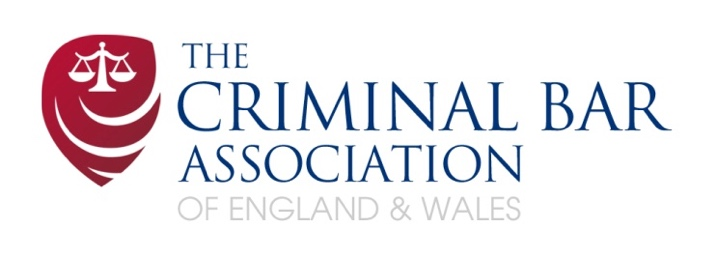 THE
CRIMINAL BAR
ASSOCIATION
OF ENGLAND & WALES